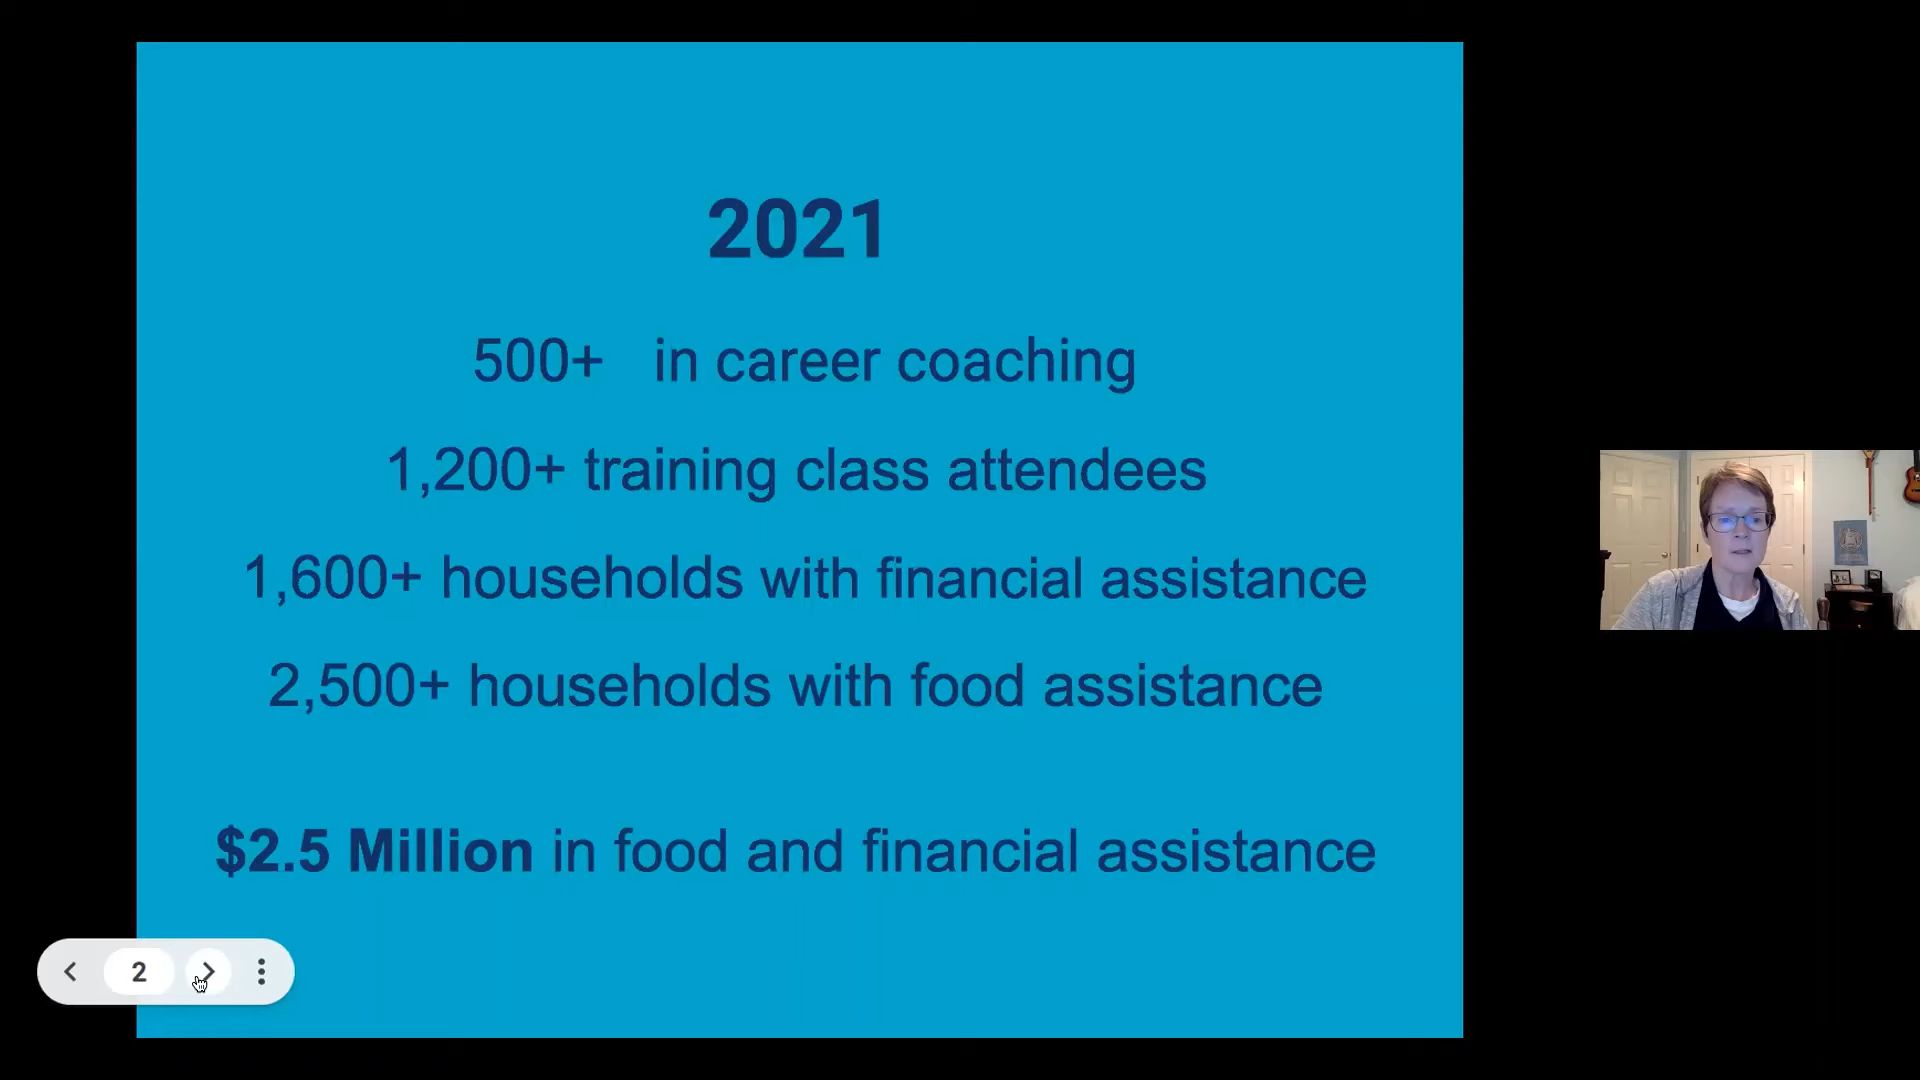 2021
500+ in career coaching
1,200+ training class attendees
1,600+ households with financial assistance
2,500+ households with food assistance
$2.5 Million in food and financial assistance
2